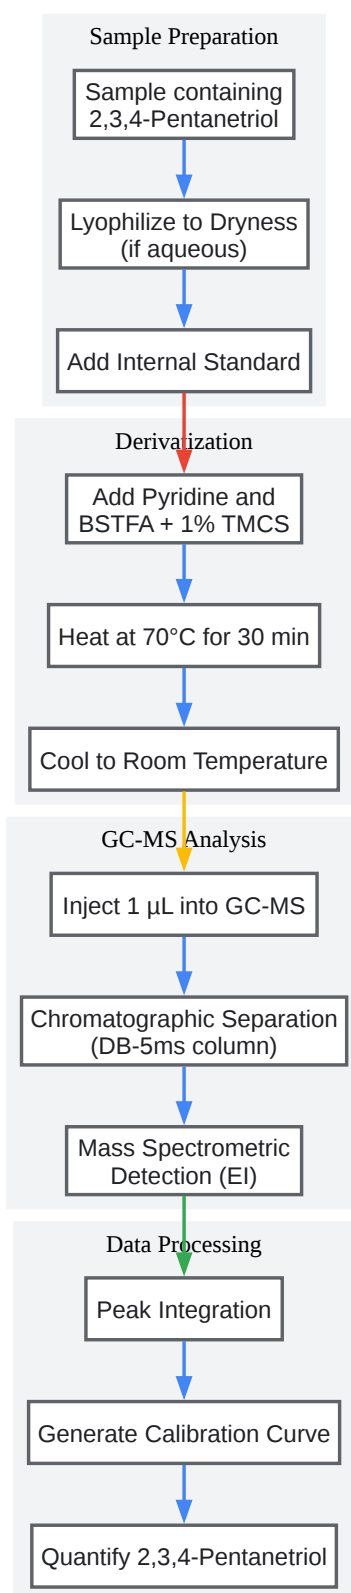 Sample Preparation
Sample containing
2,3,4-Pentanetriol
Lyophilize to Dryness
(if aqueous)
Add Internal Standard
Derivatization
Add Pyridine and
BSTFA + 1% TMCS
Heat at 70°C for 30 min
Cool to Room Temperature
GC-MS Analysis
Inject 1 µL into GC-MS
Chromatographic Separation
(DB-5ms column)
Mass Spectrometric
Detection (EI)
Data Processing
Peak Integration
Generate Calibration Curve
Quantify 2,3,4-Pentanetriol